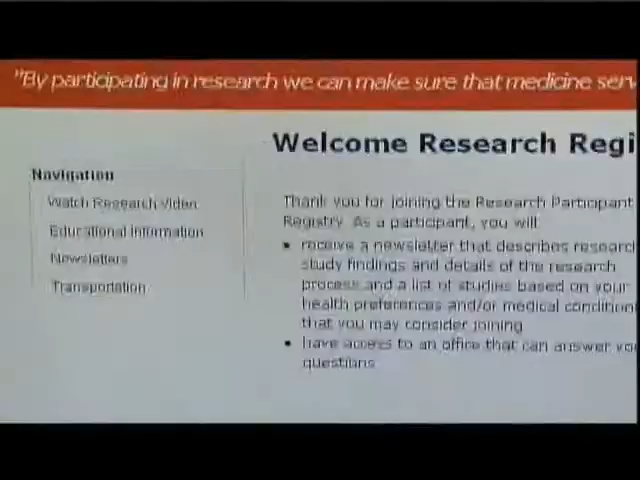 "By participating in research we can make sure that medicine serv
Welcome Research Regi
Navigation
Watch Research Video
Educational Information
Newsletters
Transportation
Thank you for joining the Research Participant
Registry. As a participant, you will:
receive a newsletter that describes research
study findings and details of the research
process and a list of studies based on your
health preferences and/or medical condition
that you may consider joining
have access to an office that can answer yo
questions